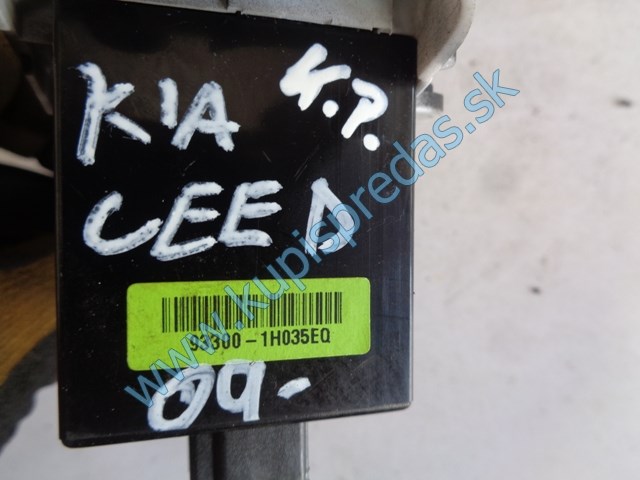 KIA K.P.
CEED
93300-1H035EQ
09-
www.kupispredas.sk